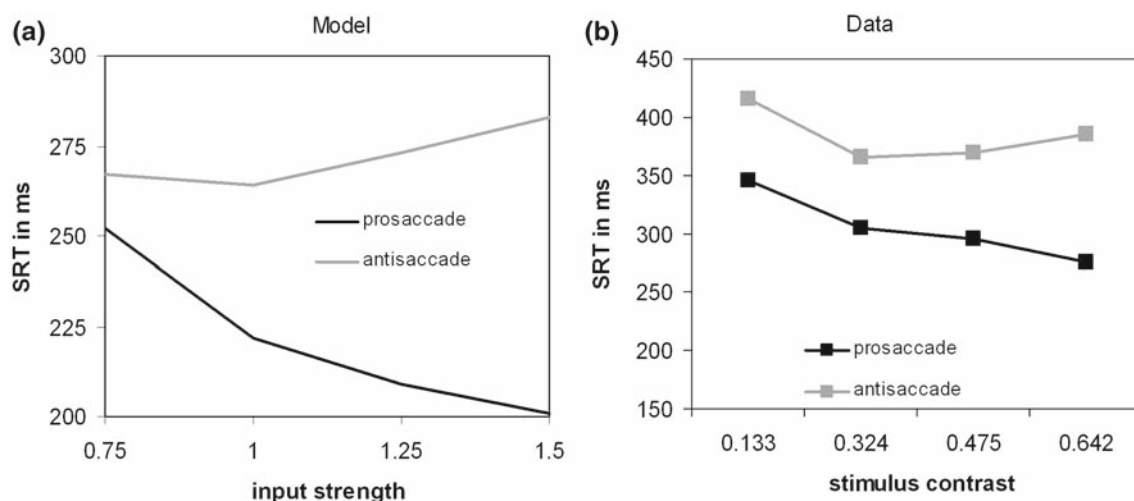 (a)
Model
300
275
250
225
200
SRT in ms
prosaccade
antisaccade
0.75 1 1.25 1.5
input strength
(b)
Data
450
400
350
300
250
200
150
SRT in ms
prosaccade
antisaccade
0.133 0.324 0.475 0.642
stimulus contrast